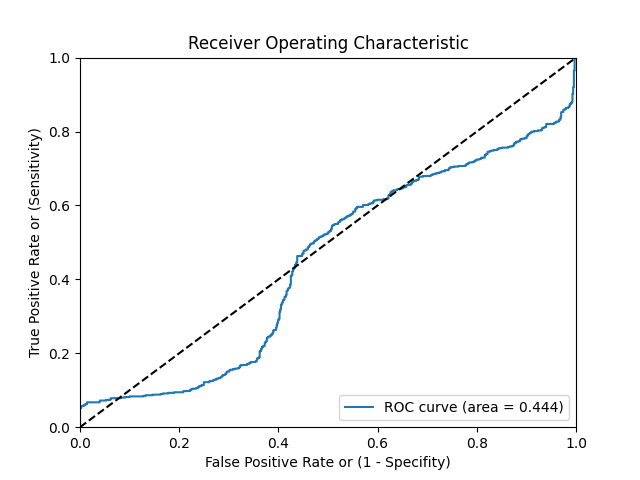 Receiver Operating Characteristic
True Positive Rate or (Sensitivity)
1.0
0.8
0.6
0.4
0.2
0.0
ROC curve (area = 0.444)
0.0 0.2 0.4 0.6 0.8 1.0
False Positive Rate or (1 - Specifity)